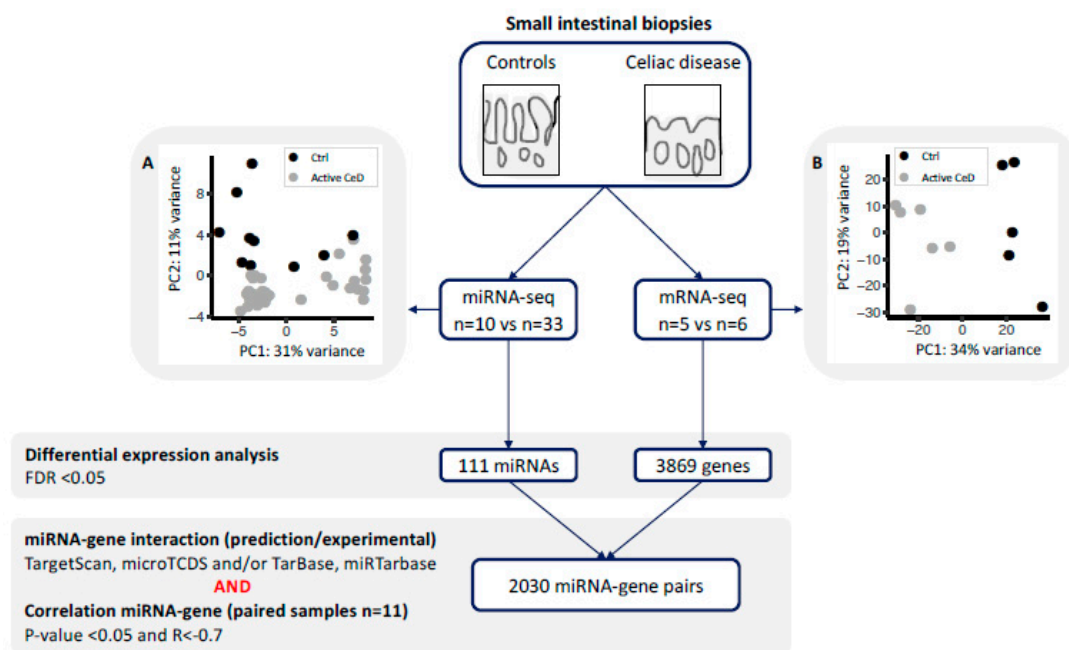 Small intestinal biopsies
Controls
Celiac disease
A
Ctrl
Active CeD
8
4
0
−4
PC2: 11% variance
−5
0
5
PC1: 31% variance
miRNA-seq
n=10 vs n=33
mRNA-seq
n=5 vs n=6
B
Ctrl
Active CeD
20
10
0
−10
−20
−30
PC2: 19% variance
−20
0
20
PC1: 34% variance
Differential expression analysis
FDR <0.05
111 miRNAs
3869 genes
miRNA-gene interaction (prediction/experimental)
TargetScan, microTCDS and/or TarBase, miRTarbase
AND
Correlation miRNA-gene (paired samples n=11)
P-value <0.05 and R<-0.7
2030 miRNA-gene pairs